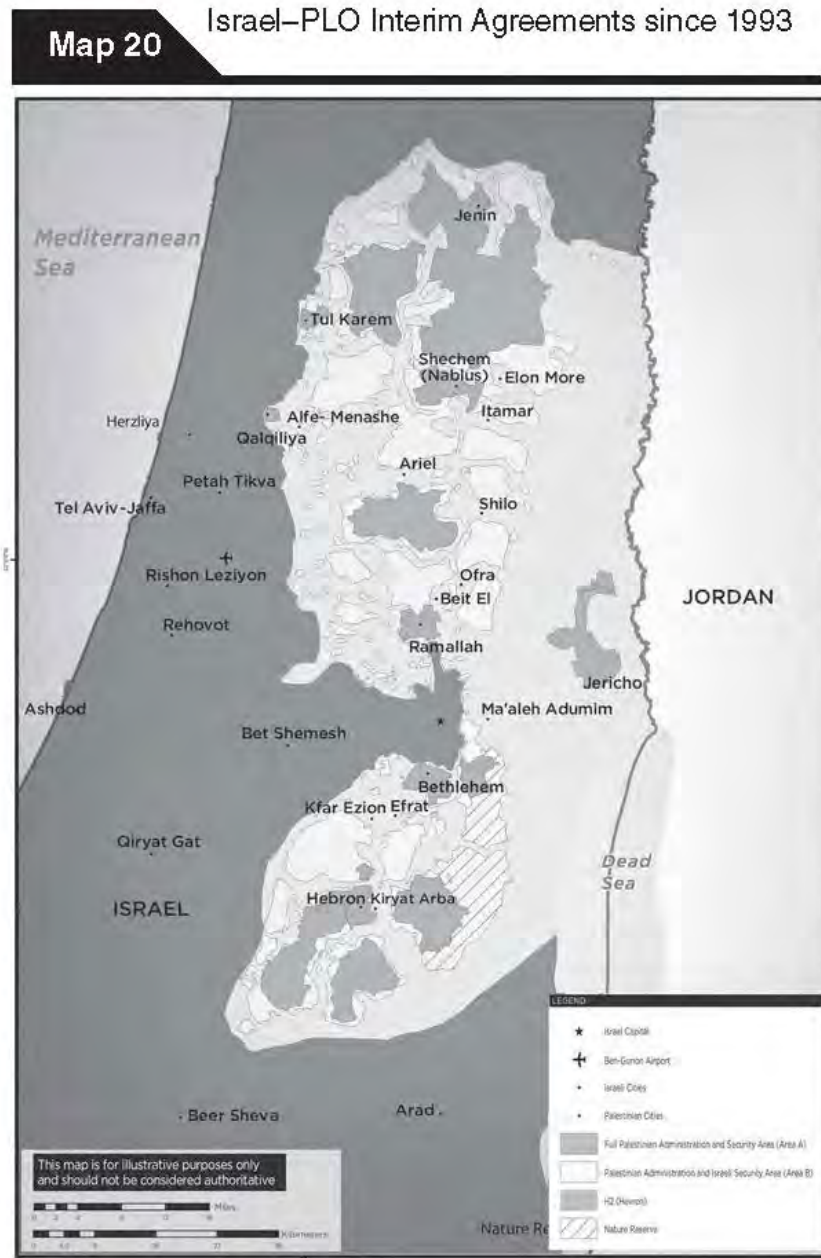 Israel–PLO Interim Agreements since 1993
Map 20
Mediterranean
Sea
Jenin
Tul Karem
Shechem
(Nablus)
Elon More
Alfe- Menashe
Itamar
Herzliya
Qalqiliya
Ariel
Petah Tikva
Tel Aviv-Jaffa
Shilo
Rishon Leziyon
Ofra
Beit El
JORDAN
Rehovot
Ramallah
Jericho
Ashdod
Ma'aleh Adumim
Bet Shemesh
Bethlehem
Kfar Ezion
Efrat
Qiryat Gat
Dead
Sea
Hebron
Kiryat Arba
ISRAEL
LEGEND
Israel Capital
Ben-Gurion Airport
Israeli Cities
Palestinian Cities
Beer Sheva
Arad
Full Palestinian Administration and Security Area (Area A)
This map is for illustrative purposes only
and should not be considered authoritative
Palestinian Administration and Israeli Security Area (Area B)
Miles
H2 (Hevron)
Kilometers
Nature Re
Nature Reserve